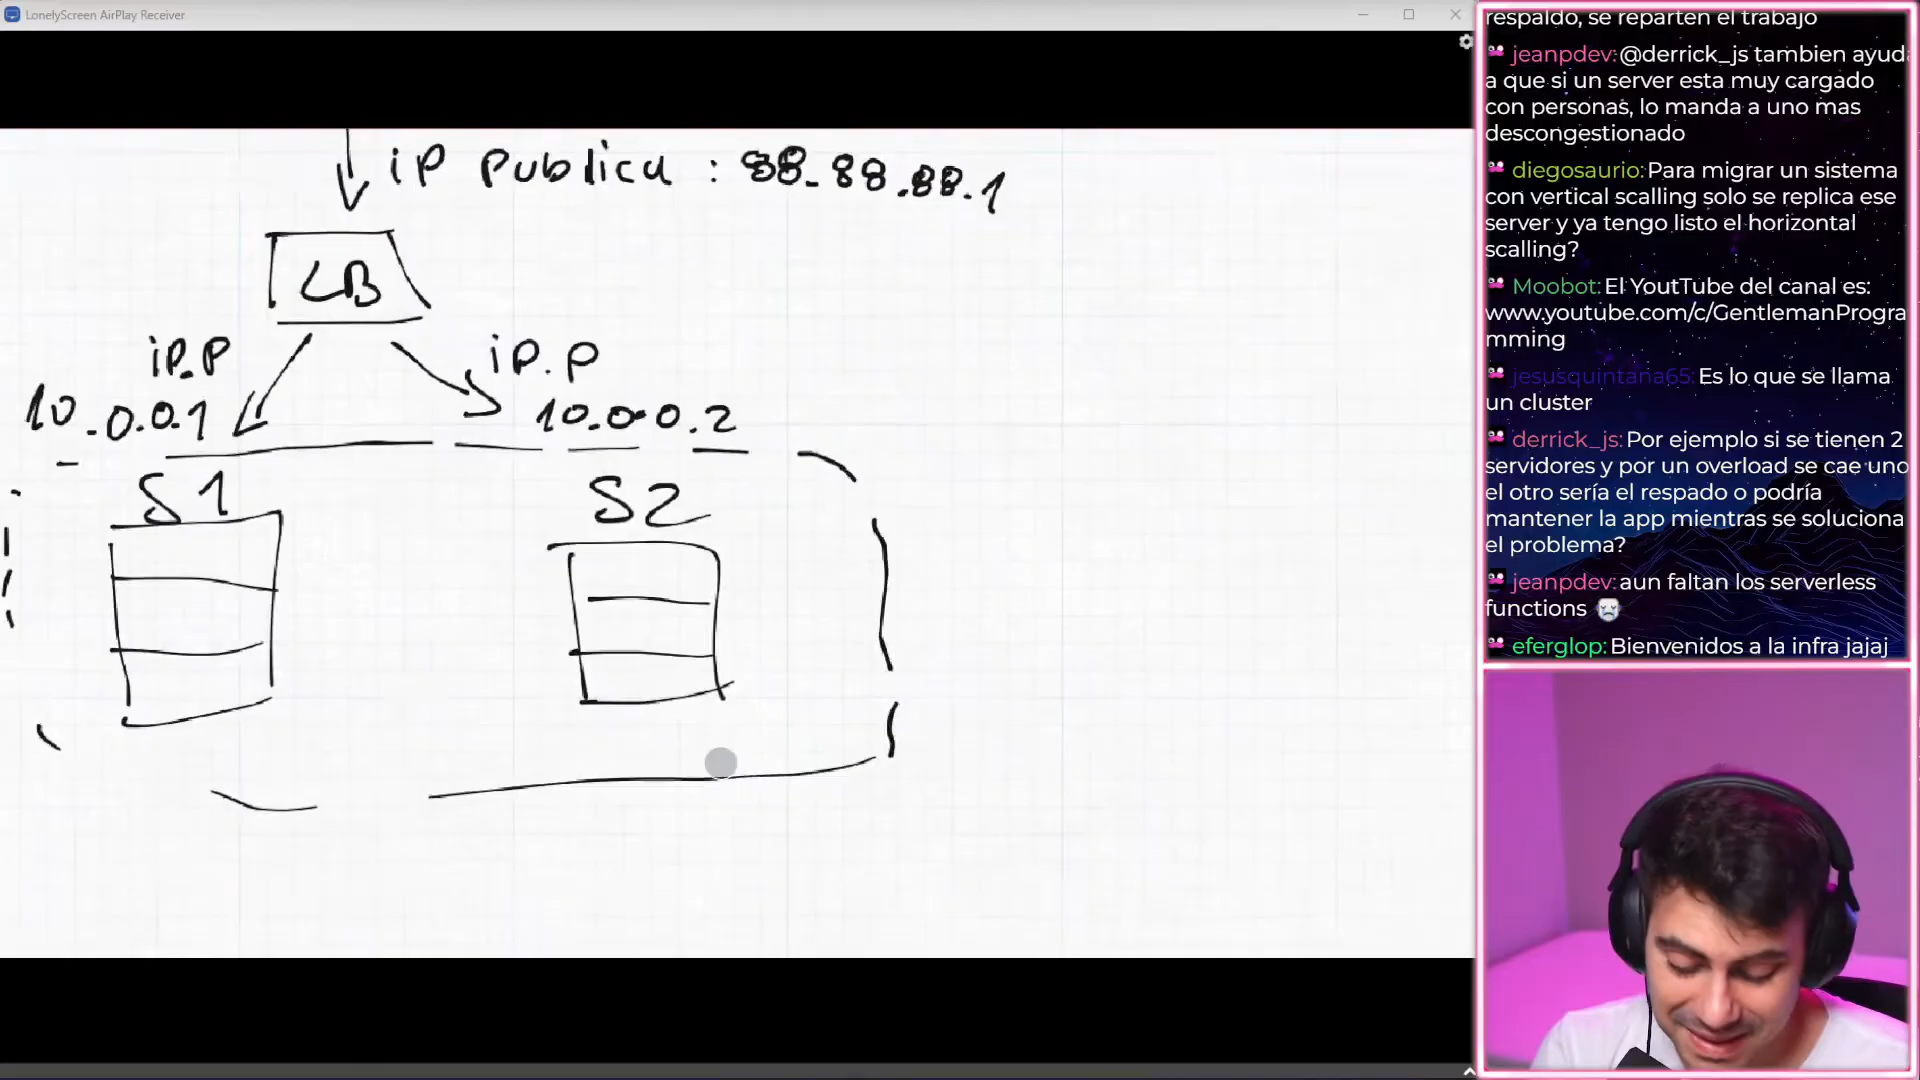 LonelyScreen AirPlay Receiver
iP publica : 88.88.88.1
LB
iP.P
iP.P
10.0.0.1
10.0.0.2
S1
S2
respaldo, se reparten el trabajo
jeanpdev: @derrick_js tambien ayuda
a que si un server esta muy cargado
con personas, lo manda a uno mas
descongestionado
diegosaurio: Para migrar un sistema
con vertical scalling solo se replica ese
server y ya tengo listo el horizontal
scalling?
Moobot: El YoutTube del canal es:
www.youtube.com/c/GentlemanProgra
mming
jesusquintana65: Es lo que se llama
un cluster
derrick_js: Por ejemplo si se tienen 2
servidores y por un overload se cae uno
el otro sería el respado o podría
mantener la app mientras se soluciona
el problema?
jeanpdev: aun faltan los serverless
functions
eferglop: Bienvenidos a la infra jajaj